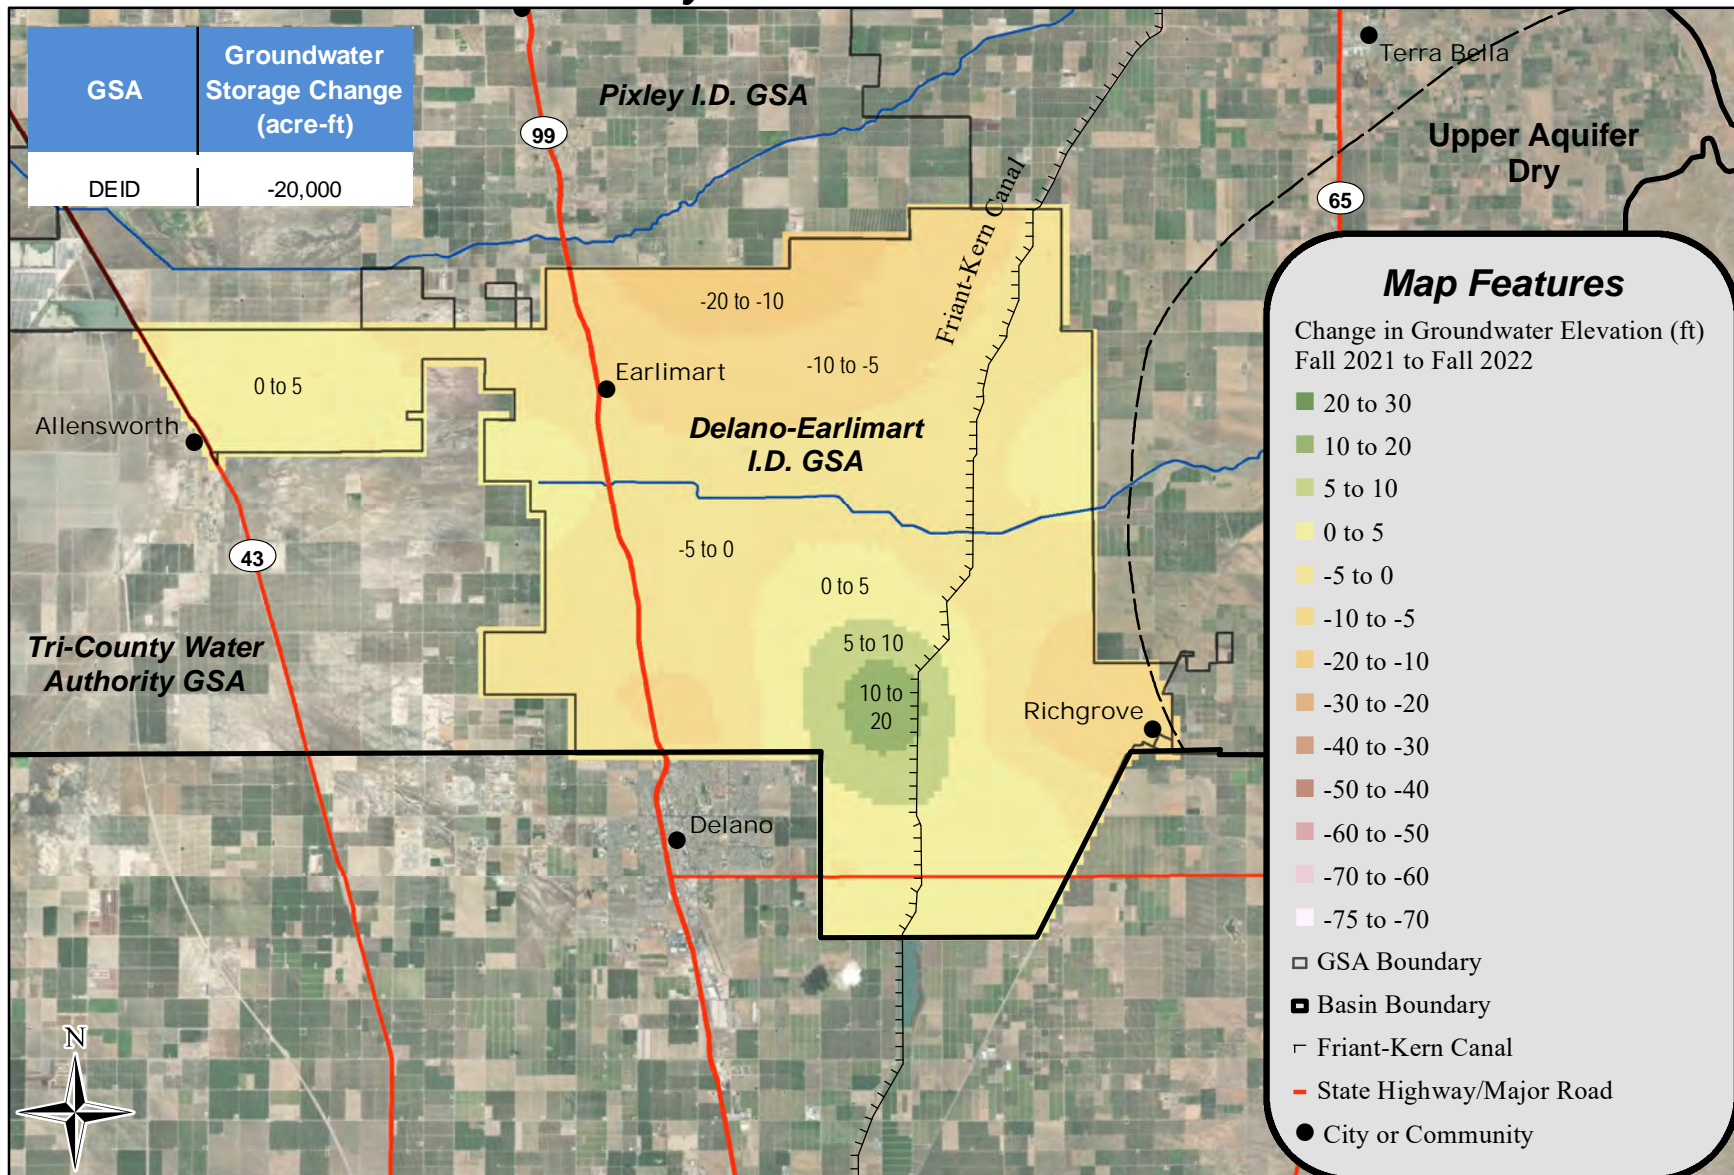 GSA
Groundwater
Storage Change
(acre-ft)
DEID
-20,000
Pixley I.D. GSA
99
Terra Bella
Upper Aquifer
Dry
65
Friant-Kern Canal
-20 to -10
-10 to -5
Earlimart
0 to 5
Allensworth
Delano-Earlimart
I.D. GSA
43
-5 to 0
0 to 5
5 to 10
10 to
20
Tri-County Water
Authority GSA
Richgrove
Delano
N
Map Features
Change in Groundwater Elevation (ft)
Fall 2021 to Fall 2022
20 to 30
10 to 20
5 to 10
0 to 5
-5 to 0
-10 to -5
-20 to -10
-30 to -20
-40 to -30
-50 to -40
-60 to -50
-70 to -60
-75 to -70
GSA Boundary
Basin Boundary
Friant-Kern Canal
State Highway/Major Road
City or Community